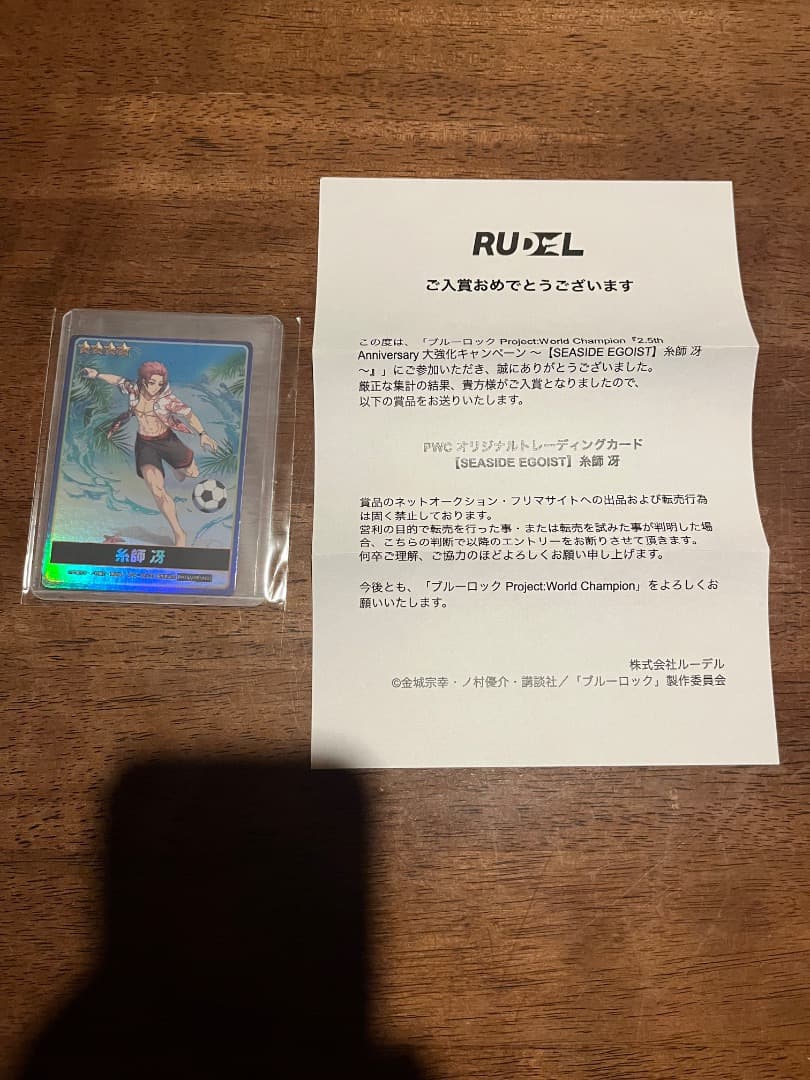 RUDEL
ご入賞おめでとうございます
この度は、「ブルーロック Project:World Champion『2.5th
Anniversary 大強化キャンペーン ～【SEASIDE EGOIST】糸師 冴
～』」にご参加いただき、誠にありがとうございました。
厳正な集計の結果、貴方様がご入賞となりましたので、
以下の賞品をお送りいたします。
PWC オリジナルトレーディングカード
【SEASIDE EGOIST】糸師 冴
賞品のネットオークション・フリマサイトへの出品および転売行為
は固く禁止しております。
営利の目的で転売を行った事・または転売を試みた事が判明した場
合、こちらの判断で以降のエントリーをお断りさせて頂きます。
何卒ご理解、ご協力のほどよろしくお願い申し上げます。
今後とも、「ブルーロック Project:World Champion」をよろしくお
願いいたします。
株式会社ルーデル
©金城宗幸・ノ村優介・講談社／「ブルーロック」製作委員会
糸師 冴